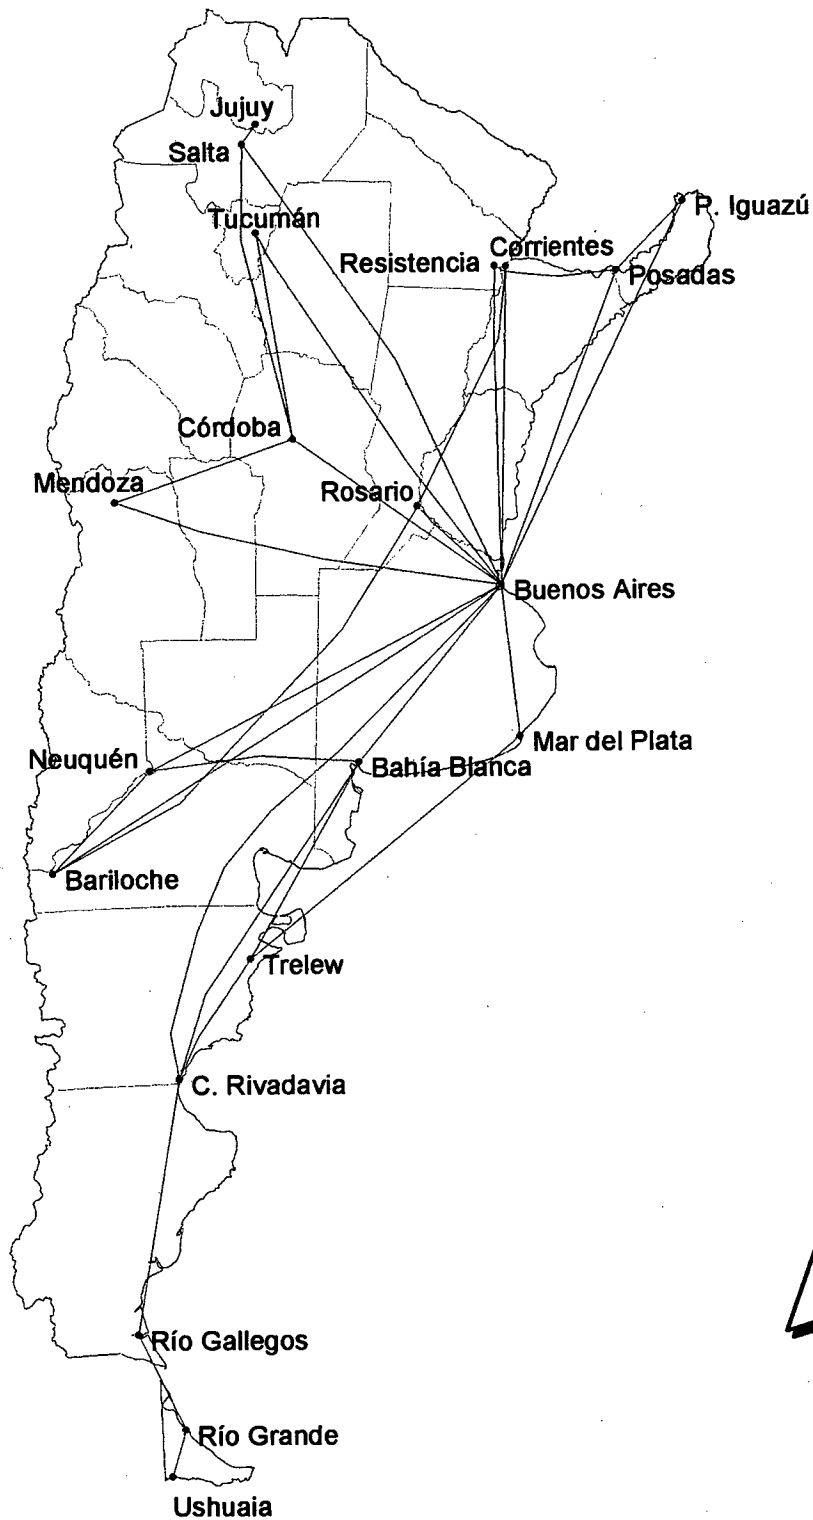 Jujuy
Salta
P. Iguazú
Tucumán
Corrientes
Resistencia
Posadas
Córdoba
Mendoza
Rosario
Buenos Aires
Mar del Plata
Neuquén
Bahía Blanca
Bariloche
Trelew
C. Rivadavia
Río Gallegos
Río Grande
Ushuaia